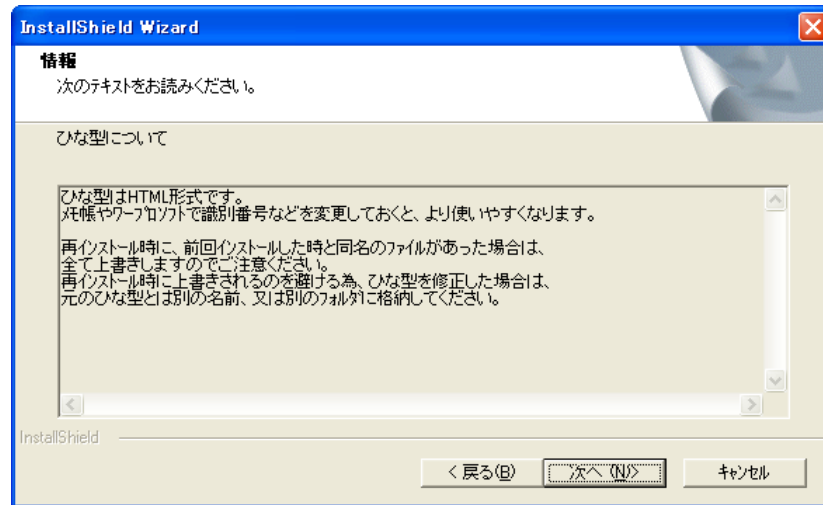 InstallShield Wizard
情報
次のテキストをお読みください。
ひな型について
ひな型はHTML形式です。
メモ帳やワープロソフトで識別番号などを変更しておくと、より使いやすくなります。
再インストール時に、前回インストールした時と同名のファイルがあった場合は、
全て上書きしますのでご注意ください。
再インストール時に上書きされるのを避ける為、ひな型を修正した場合は、
元のひな型とは別の名前、又は別のフォルダに格納してください。
InstallShield
< 戻る(B)
次へ (N)>
キャンセル